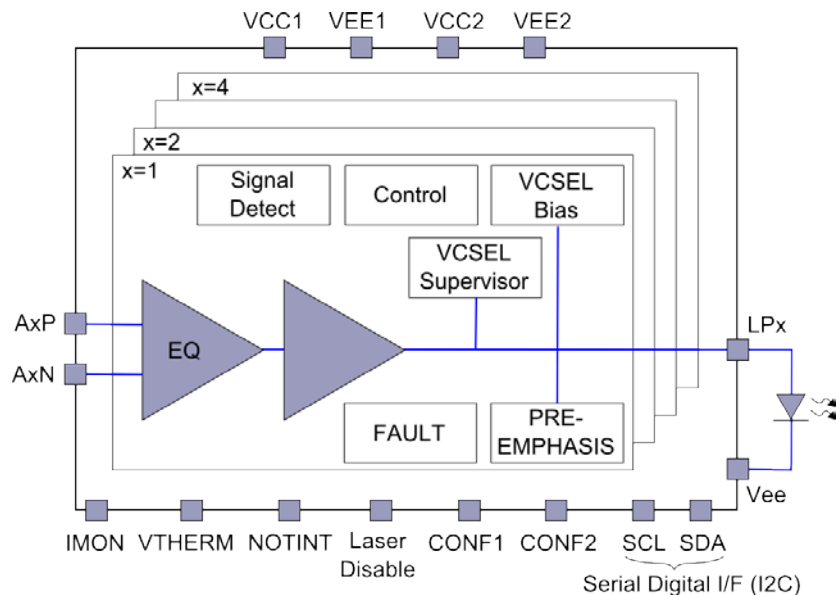 VCC1 VEE1 VCC2 VEE2
x=4
x=2
x=1
Signal
Detect
Control
VCSEL
Bias
VCSEL
Supervisor
AxP
AxN
EQ
LPx
FAULT
PRE-
EMPHASIS
Vee
IMON VTHERM NOTINT Laser
Disable
CONF1 CONF2 SCL SDA
Serial Digital I/F (I2C)